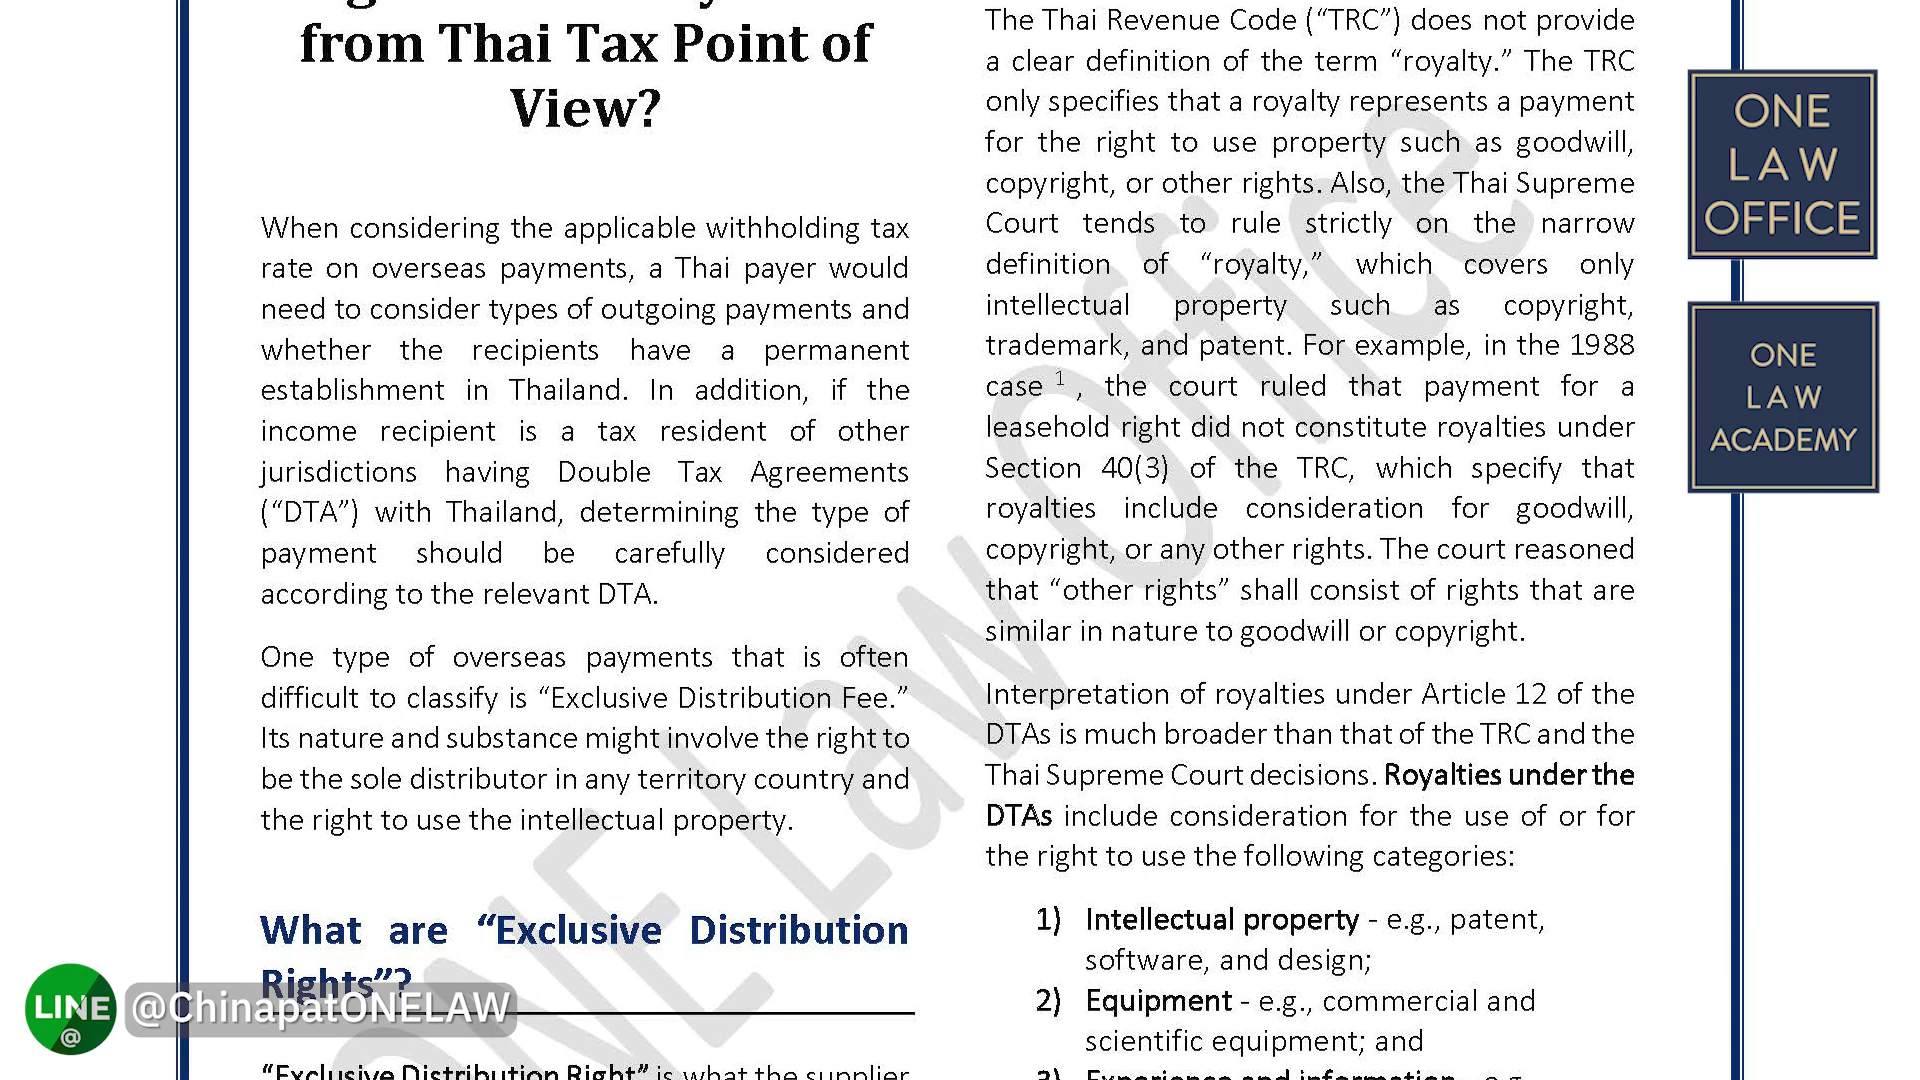 from Thai Tax Point of
View?
When considering the applicable withholding tax
rate on overseas payments, a Thai payer would
need to consider types of outgoing payments and
whether the recipients have a permanent
establishment in Thailand. In addition, if the
income recipient is a tax resident of other
jurisdictions having Double Tax Agreements
(“DTA”) with Thailand, determining the type of
payment should be carefully considered
according to the relevant DTA.
One type of overseas payments that is often
difficult to classify is “Exclusive Distribution Fee.”
Its nature and substance might involve the right to
be the sole distributor in any territory country and
the right to use the intellectual property.
What are “Exclusive Distribution
Rights”?
“Exclusive Distribution Right” is what the supplier
The Thai Revenue Code (“TRC”) does not provide
a clear definition of the term “royalty.” The TRC
only specifies that a royalty represents a payment
for the right to use property such as goodwill,
copyright, or other rights. Also, the Thai Supreme
Court tends to rule strictly on the narrow
definition of “royalty,” which covers only
intellectual property such as copyright,
trademark, and patent. For example, in the 1988
case 1 , the court ruled that payment for a
leasehold right did not constitute royalties under
Section 40(3) of the TRC, which specify that
royalties include consideration for goodwill,
copyright, or any other rights. The court reasoned
that “other rights” shall consist of rights that are
similar in nature to goodwill or copyright.
Interpretation of royalties under Article 12 of the
DTAs is much broader than that of the TRC and the
Thai Supreme Court decisions. Royalties under the
DTAs include consideration for the use of or for
the right to use the following categories:
1) Intellectual property - e.g., patent,
software, and design;
2) Equipment - e.g., commercial and
scientific equipment; and
3) Experience and information - e.g.,
ONE Law Office
ONE
LAW
OFFICE
ONE
LAW
ACADEMY
LINE
@
@ChinapatONELAW